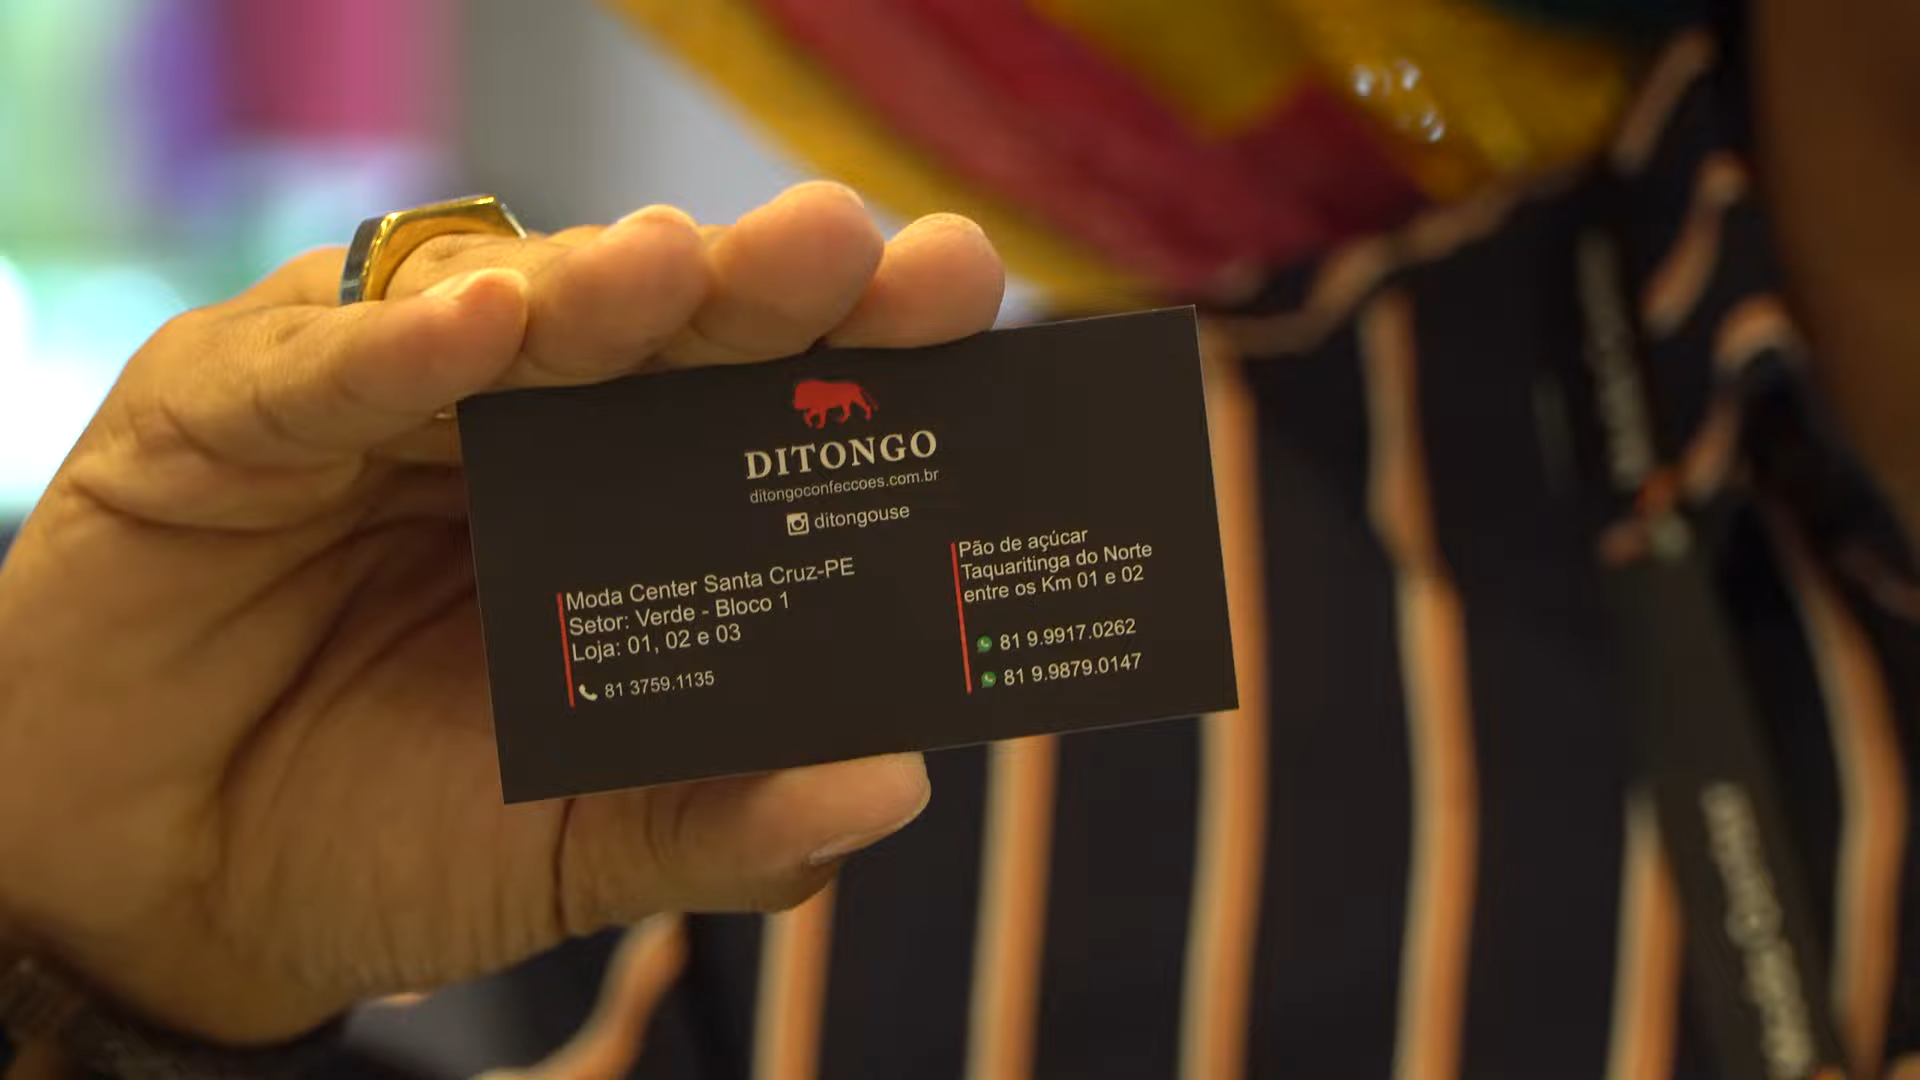 DITONGO
ditongoconfeccoes.com.br
ditongouse
Moda Center Santa Cruz-PE
Setor: Verde - Bloco 1
Loja: 01, 02 e 03
81 3759.1135
Pão de açúcar
Taquaritinga do Norte
entre os Km 01 e 02
81 9.9917.0262
81 9.9879.0147